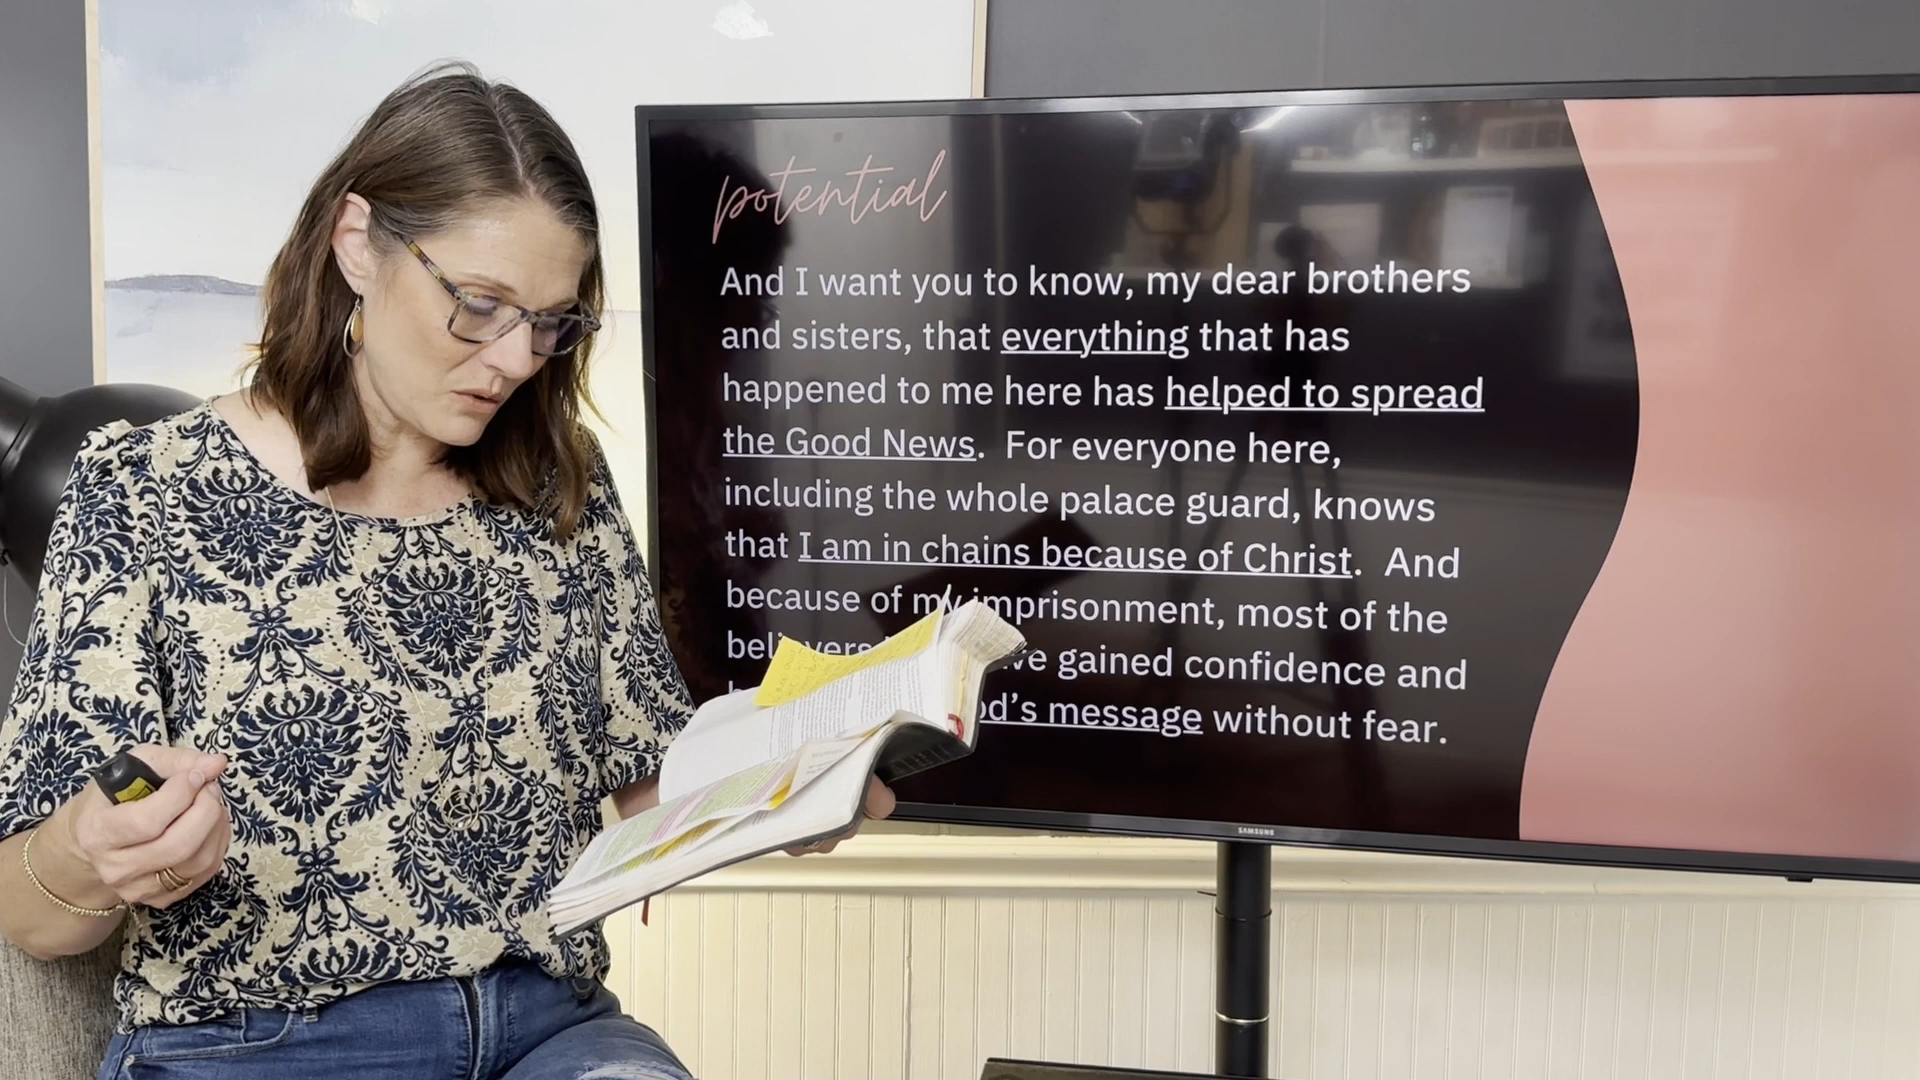 potential
And I want you to know, my dear brothers
and sisters, that everything that has
happened to me here has helped to spread
the Good News. For everyone here,
including the whole palace guard, knows
that I am in chains because of Christ. And
because of my imprisonment, most of the
believers gained confidence and
message without fear.
SAMSUNG